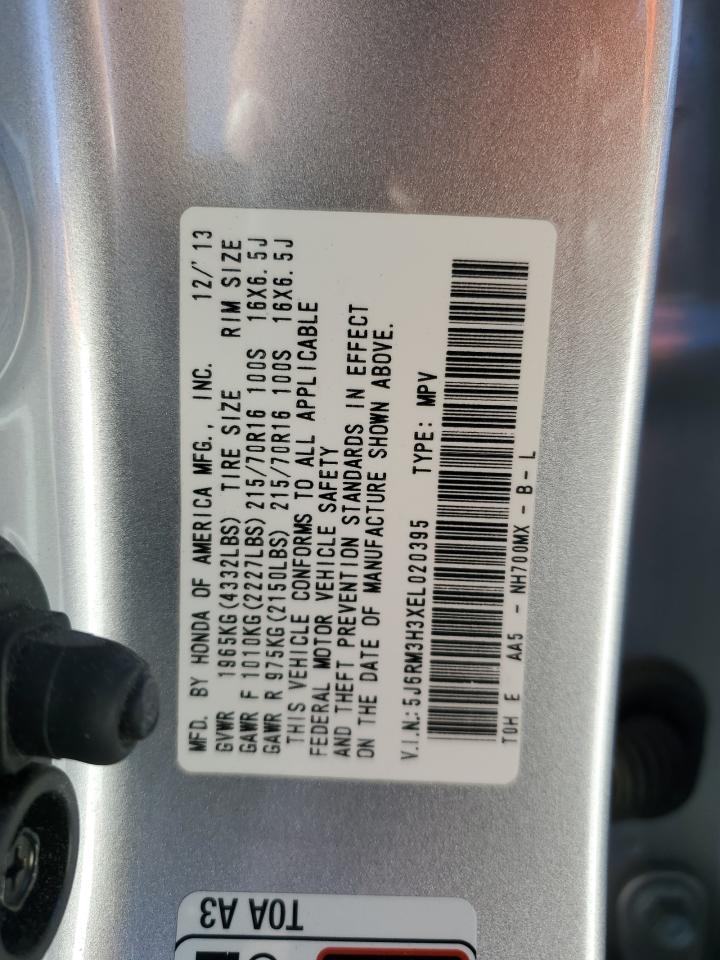 MFD. BY HONDA OF AMERICA MFG., INC. 12/'13
GVWR 1965KG(4332LBS) TIRE SIZE RIM SIZE
GAWR F 1010KG(2227LBS) 215/70R16 100S 16X6.5J
GAWR R 975KG(2150LBS) 215/70R16 100S 16X6.5J
THIS VEHICLE CONFORMS TO ALL APPLICABLE
FEDERAL MOTOR VEHICLE SAFETY
AND THEFT PREVENTION STANDARDS IN EFFECT
ON THE DATE OF MANUFACTURE SHOWN ABOVE.
V.I.N.: 5J6RM3H3XEL020395 TYPE: MPV
T0H E AA5 - NH700MX - B - L
T0A A3